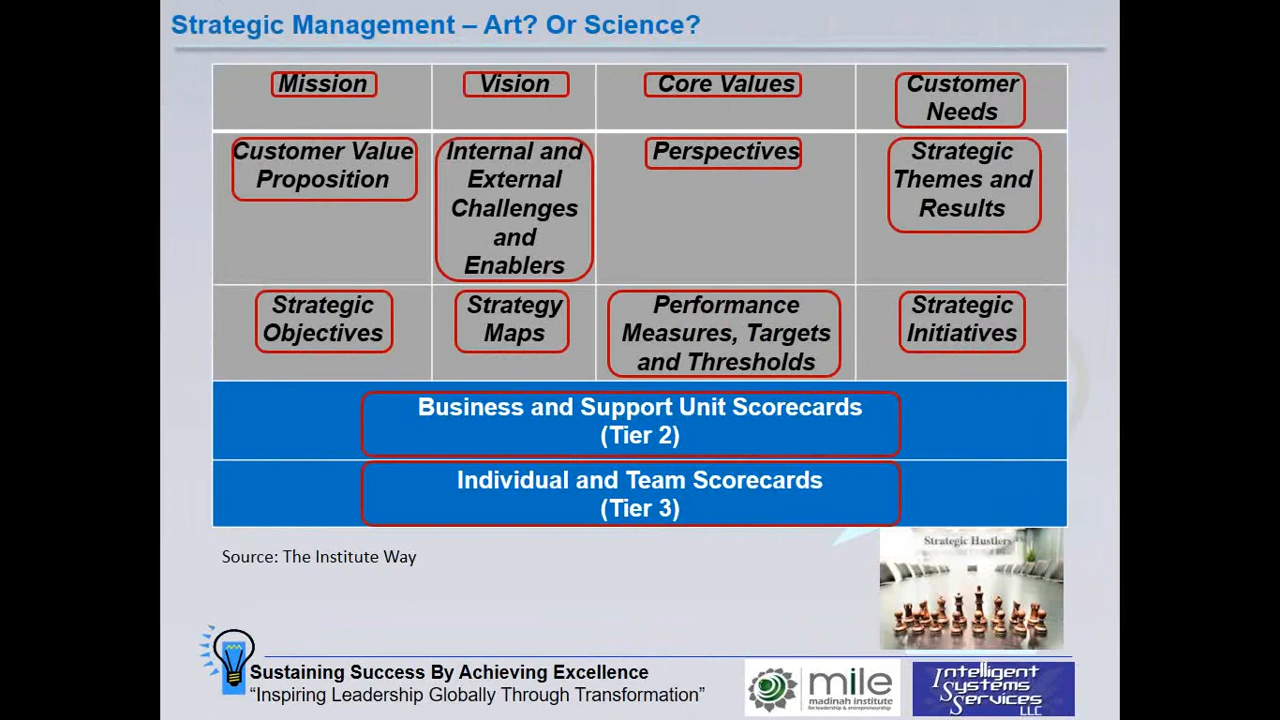 Strategic Management – Art? Or Science?
Mission
Vision
Core Values
Customer
Needs
Customer Value
Proposition
Internal and
External
Challenges
and
Enablers
Perspectives
Strategic
Themes and
Results
Strategic
Objectives
Strategy
Maps
Performance
Measures, Targets
and Thresholds
Strategic
Initiatives
Business and Support Unit Scorecards
(Tier 2)
Individual and Team Scorecards
(Tier 3)
Source: The Institute Way
Strategic Hustlers
Sustaining Success By Achieving Excellence
“Inspiring Leadership Globally Through Transformation”
mile
madinah institute
for leadership & entrepreneurship
Intelligent
Systems
Services
LLC